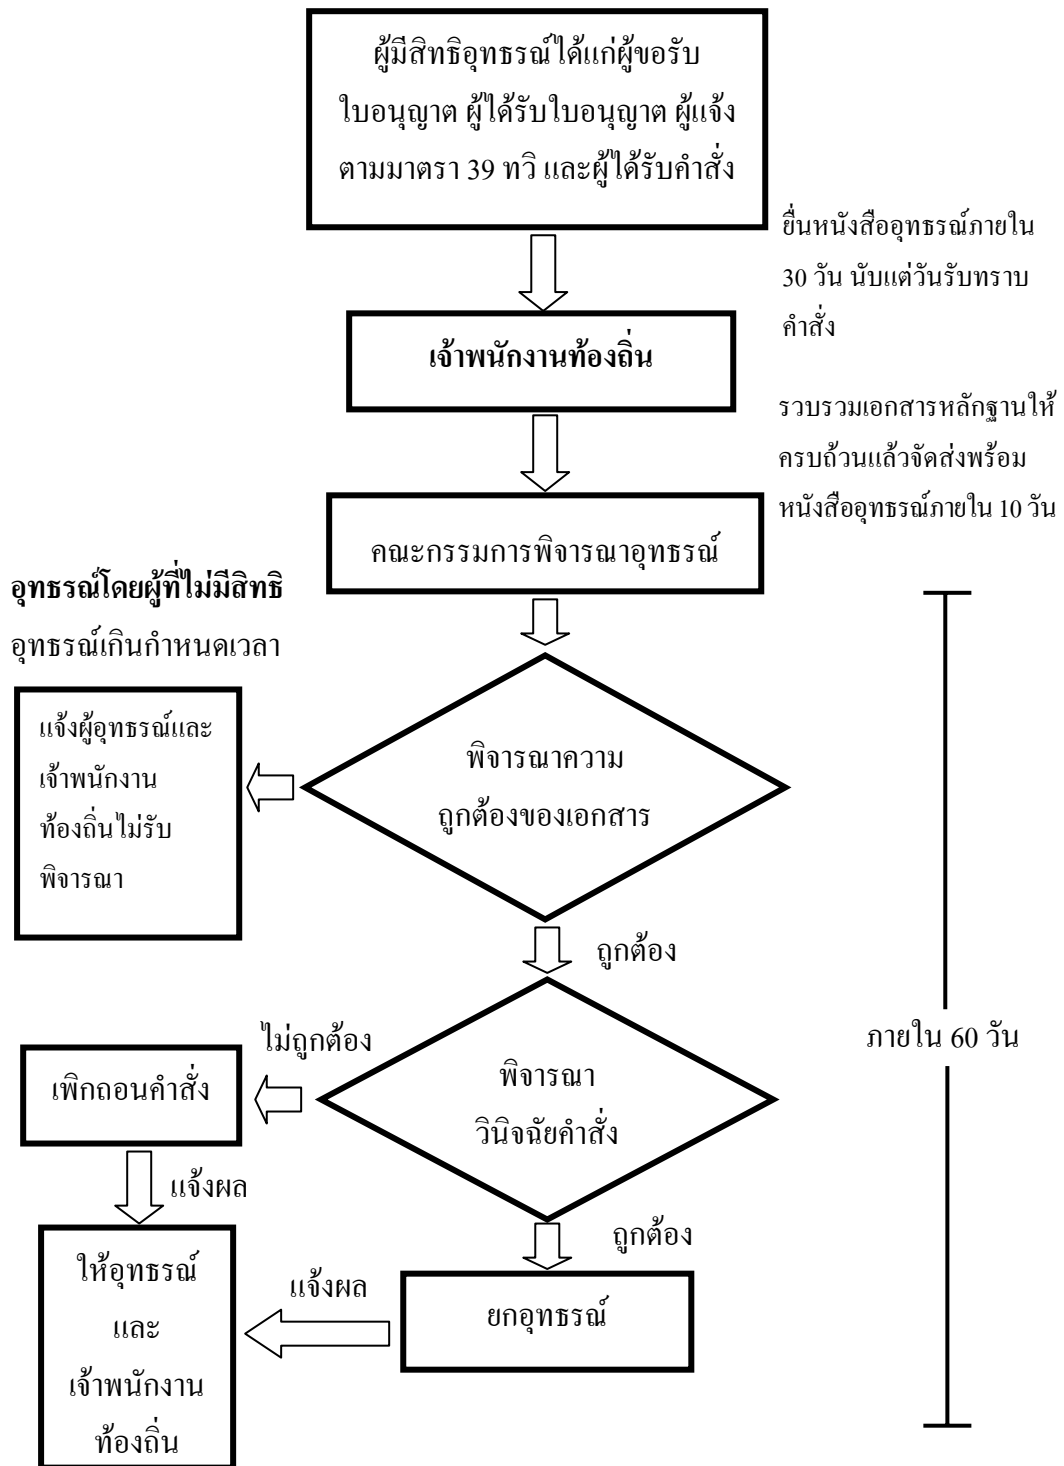 ผู้มีสิทธิอุทธรณ์ได้แก่ผู้ขอรับ
ใบอนุญาต ผู้ได้รับใบอนุญาต ผู้แจ้ง
ตามมาตรา 39 ทวิ และผู้ได้รับคำสั่ง
ยื่นหนังสืออุทธรณ์ภายใน
30 วัน นับแต่วันรับทราบ
คำสั่ง
เจ้าพนักงานท้องถิ่น
รวบรวมเอกสารหลักฐานให้
ครบถ้วนแล้วจัดส่งพร้อม
หนังสืออุทธรณ์ภายใน 10 วัน
คณะกรรมการพิจารณาอุทธรณ์
อุทธรณ์โดยผู้ที่ไม่มีสิทธิ
อุทธรณ์เกินกำหนดเวลา
แจ้งผู้อุทธรณ์และ
เจ้าพนักงาน
ท้องถิ่นไม่รับ
พิจารณา
พิจารณาความ
ถูกต้องของเอกสาร
ถูกต้อง
ภายใน 60 วัน
ไม่ถูกต้อง
พิจารณา
วินิจฉัยคำสั่ง
เพิกถอนคำสั่ง
แจ้งผล
ถูกต้อง
ยกอุทธรณ์
แจ้งผล
ให้อุทธรณ์
และ
เจ้าพนักงาน
ท้องถิ่น